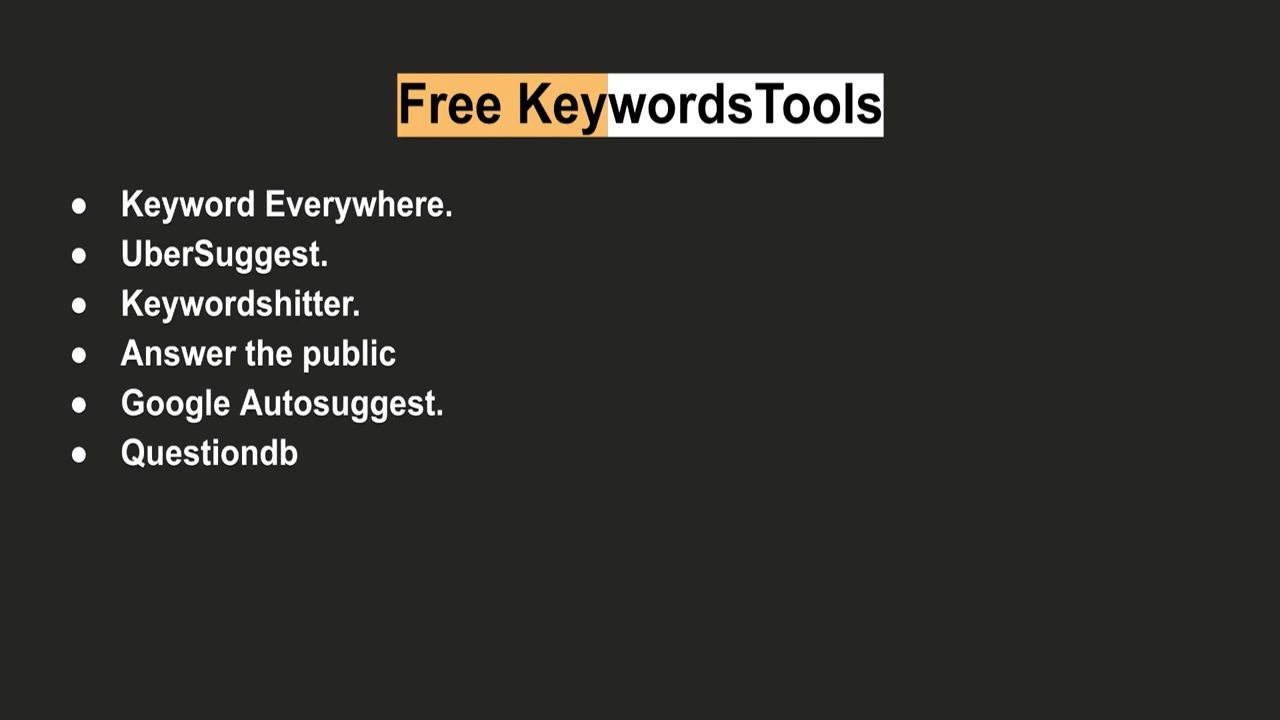 Free KeywordsTools
● Keyword Everywhere.
● UberSuggest.
● Keywordshitter.
● Answer the public
● Google Autosuggest.
● Questiondb